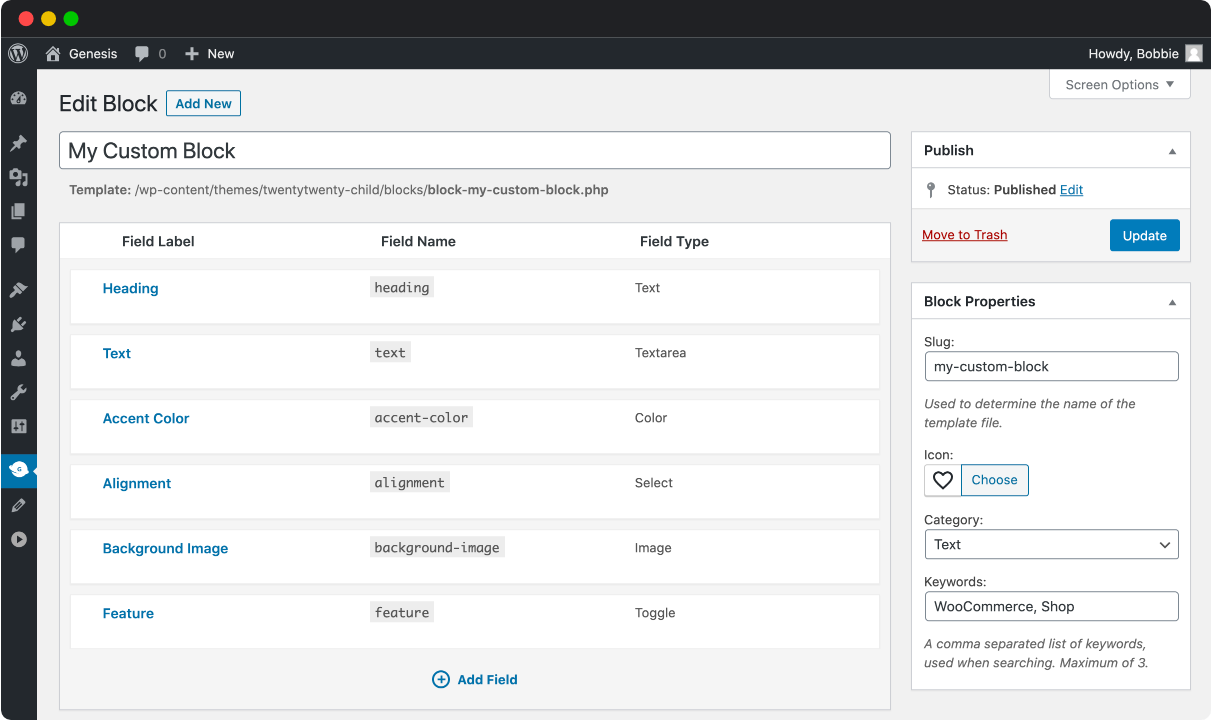 Genesis 0 New Howdy, Bobbie
Screen Options
Edit Block Add New
My Custom Block
Template: /wp-content/themes/twentytwenty-child/blocks/block-my-custom-block.php
Field Label Field Name Field Type
Heading heading Text
Text text Textarea
Accent Color accent-color Color
Alignment alignment Select
Background Image background-image Image
Feature feature Toggle
Add Field
Publish
Status: Published Edit
Move to Trash Update
Block Properties
Slug:
my-custom-block
Used to determine the name of the
template file.
Icon:
Choose
Category:
Text
Keywords:
WooCommerce, Shop
A comma separated list of keywords,
used when searching. Maximum of 3.